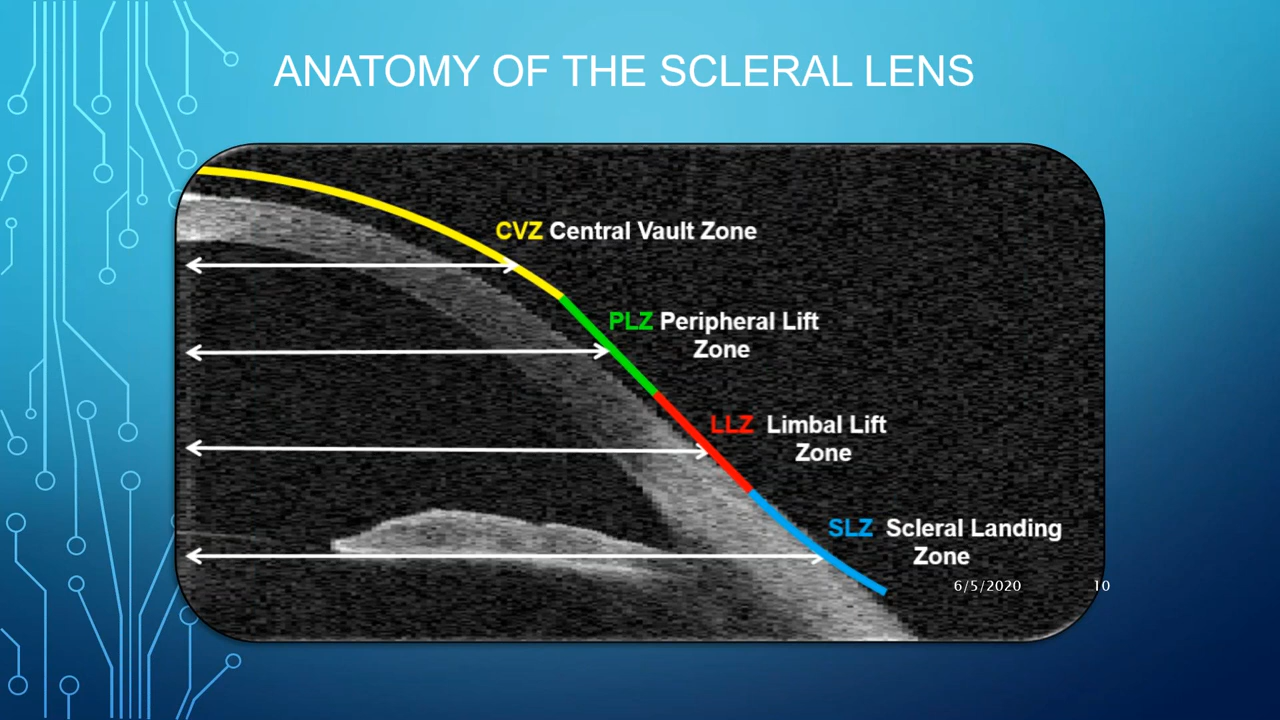 ANATOMY OF THE SCLERAL LENS
CVZ Central Vault Zone
PLZ Peripheral Lift
Zone
LLZ Limbal Lift
Zone
SLZ Scleral Landing
Zone
6/5/2020
10